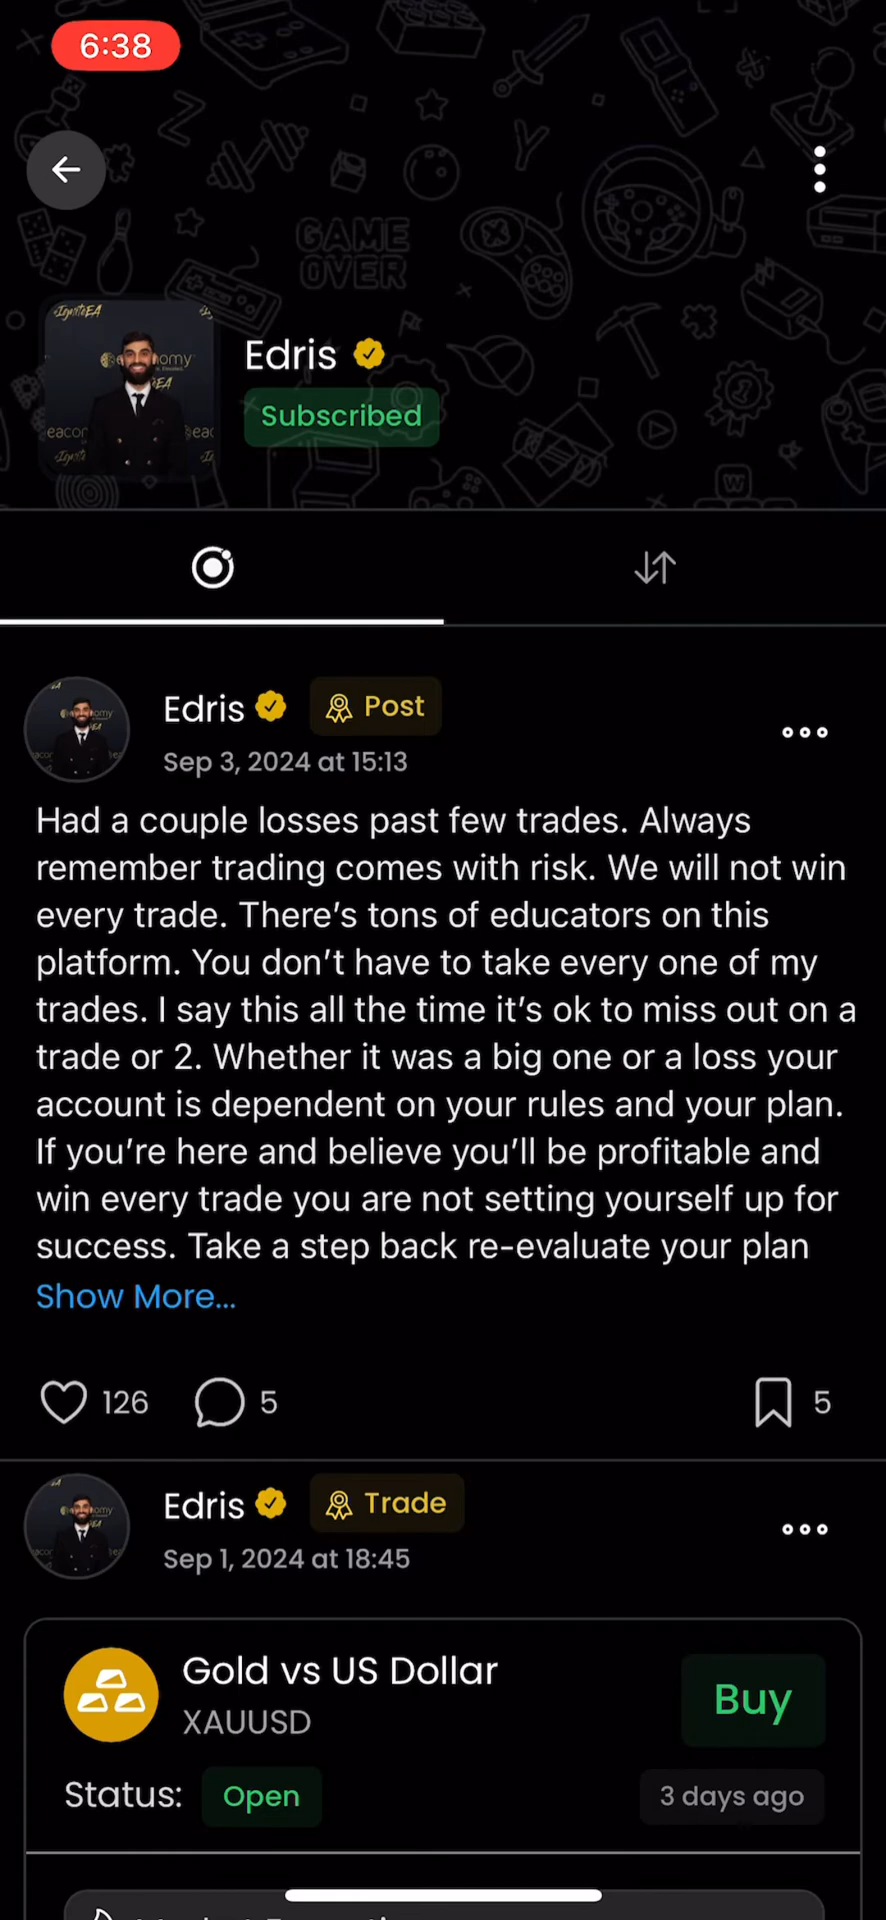 6:38
GAME
OVER
Edris
Subscribed
Edris
Post
Sep 3, 2024 at 15:13
Had a couple losses past few trades. Always
remember trading comes with risk. We will not win
every trade. There’s tons of educators on this
platform. You don’t have to take every one of my
trades. I say this all the time it’s ok to miss out on a
trade or 2. Whether it was a big one or a loss your
account is dependent on your rules and your plan.
If you’re here and believe you’ll be profitable and
win every trade you are not setting yourself up for
success. Take a step back re-evaluate your plan
Show More...
126
5
5
Edris
Trade
Sep 1, 2024 at 18:45
Gold vs US Dollar
XAUUSD
Buy
Status:
Open
3 days ago